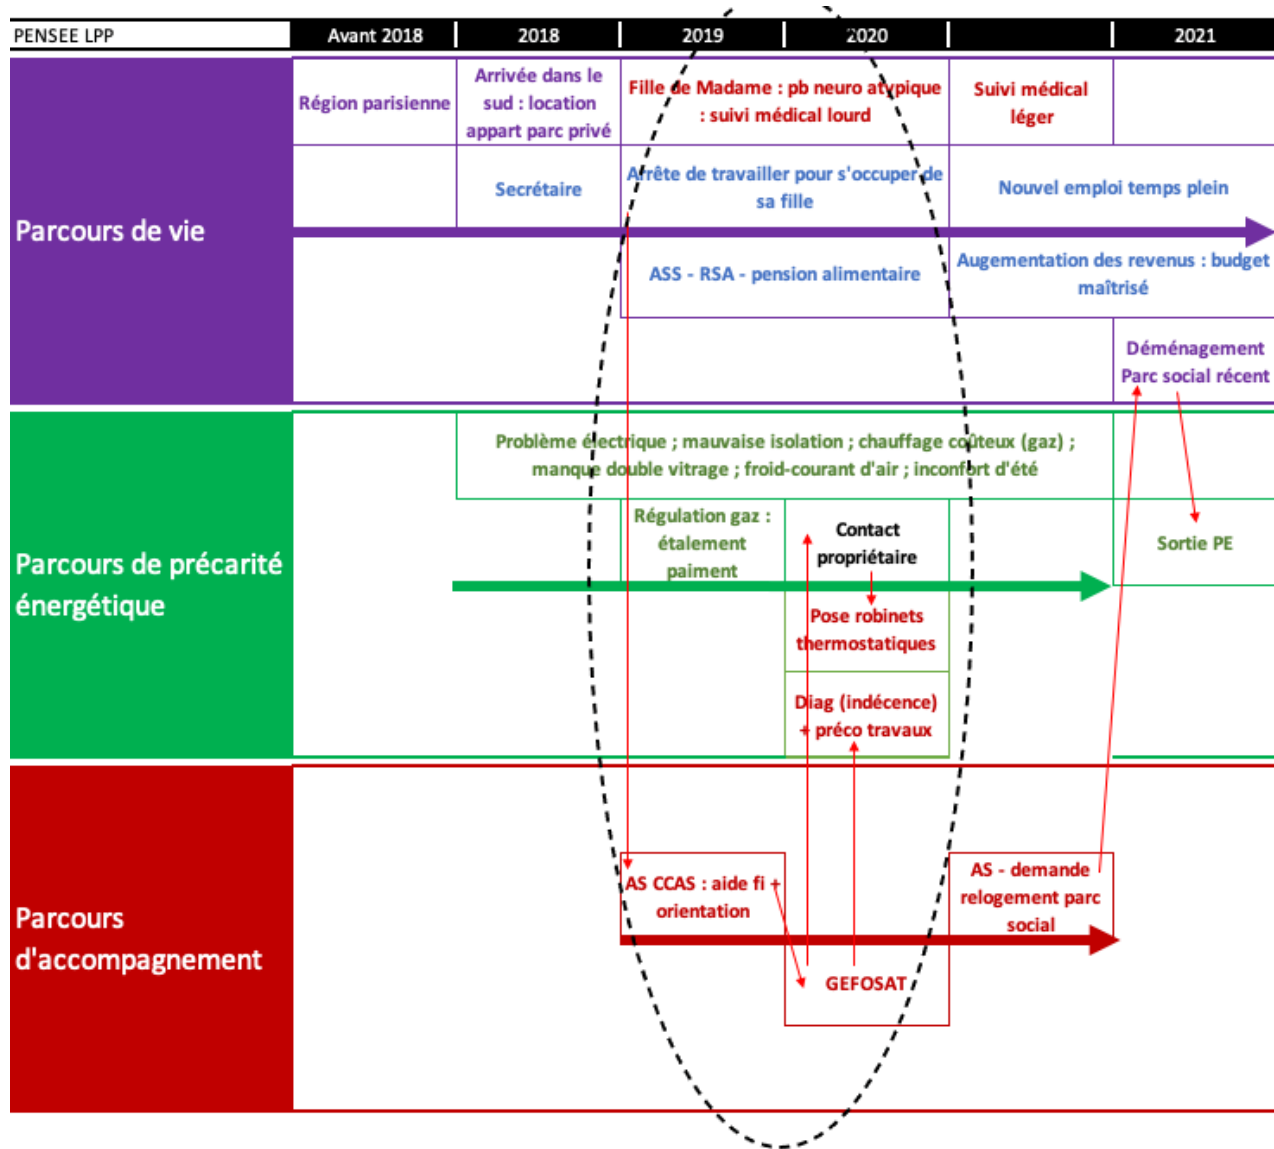 PENSEE LPP
Avant 2018
2018
2019
2020
2021
Parcours de vie
Région parisienne
Arrivée dans le
sud : location
appart parc privé
Fille de Madame : pb neuro atypique
: suivi médical lourd
Suivi médical
léger
Secrétaire
Arrête de travailler pour s'occuper de
sa fille
Nouvel emploi temps plein
ASS - RSA - pension alimentaire
Augementation des revenus : budget
maîtrisé
Déménagement
Parc social récent
Parcours de précarité
énergétique
Problème électrique ; mauvaise isolation ; chauffage coûteux (gaz) ;
manque double vitrage ; froid-courant d'air ; inconfort d'été
Régulation gaz :
étalement
paiment
Contact
propriétaire
Sortie PE
Pose robinets
thermostatiques
Diag (indécence)
+ préco travaux
Parcours
d'accompagnement
AS CCAS : aide fi +
orientation
AS - demande
relogement parc
social
GEFOSAT